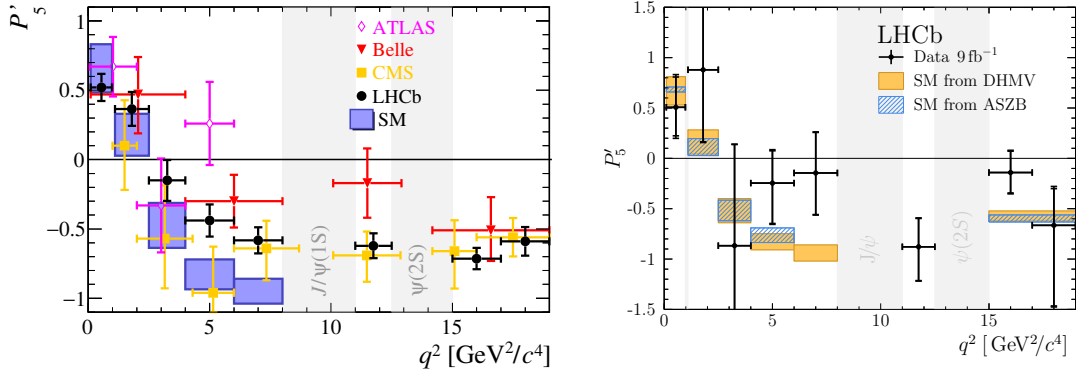 P'5
1
0.5
0
−0.5
−1
ATLAS
Belle
CMS
LHCb
SM
J/ψ(1S)
ψ(2S)
0
5
10
15
q² [GeV²/c⁴]
LHCb
Data 9 fb⁻¹
SM from DHMV
SM from ASZB
P'5
1.5
1.0
0.5
0
-0.5
-1.0
-1.5
J/ψ
ψ(2S)
0
5
10
15
q² [GeV²/c⁴]